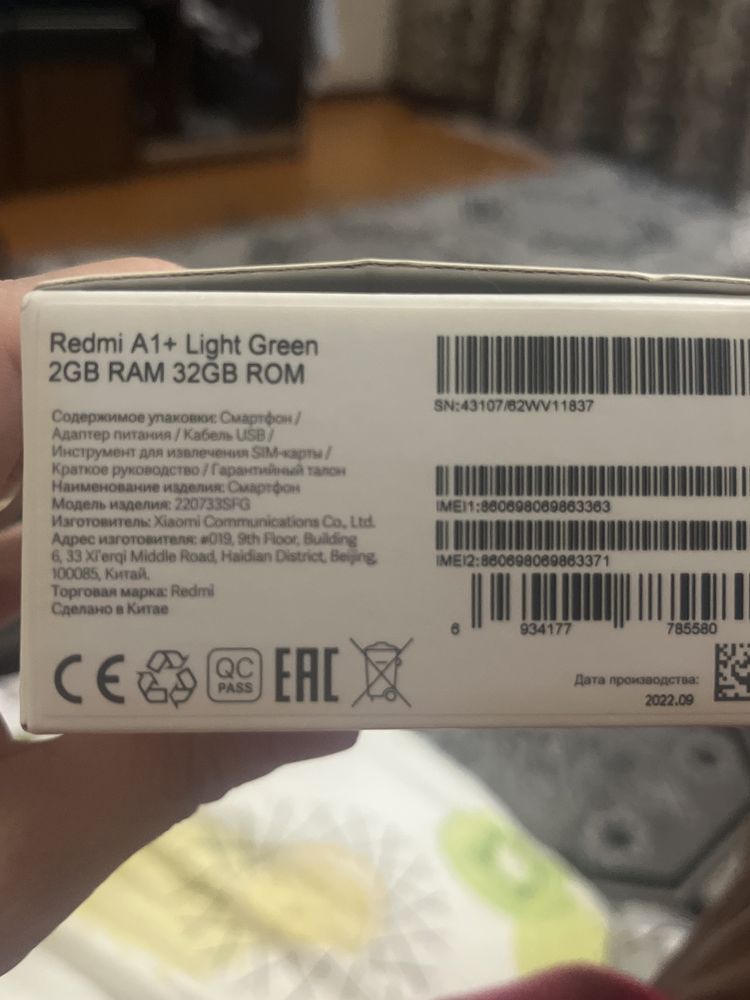 Redmi A1+ Light Green
2GB RAM 32GB ROM
Содержимое упаковки: Смартфон /
Адаптер питания / Кабель USB /
Инструмент для извлечения SIM-карты /
Краткое руководство / Гарантийный талон
Наименование изделия: Смартфон
Модель изделия: 220733SFG
Изготовитель: Xiaomi Communications Co., Ltd.
Адрес изготовителя: #019, 9th Floor, Building
6, 33 Xi'erqi Middle Road, Haidian District, Beijing,
100085, Китай.
Торговая марка: Redmi
Сделано в Китае
CE
QC
PASS
EAC
SN:43107/62WV11837
IMEI1:860698069863363
IMEI2:860698069863371
6 934177 785580
Дата производства:
2022.09